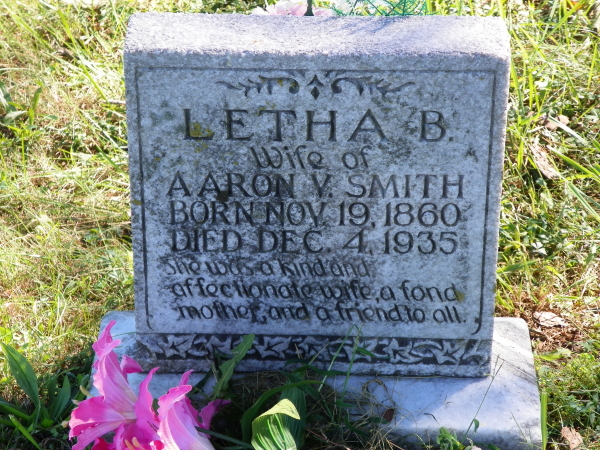 LETHA B.
Wife of
AARON V. SMITH
BORN NOV. 19, 1860
DIED DEC. 4, 1935
She was a kind and
affectionate wife, a fond
mother, and a friend to all.